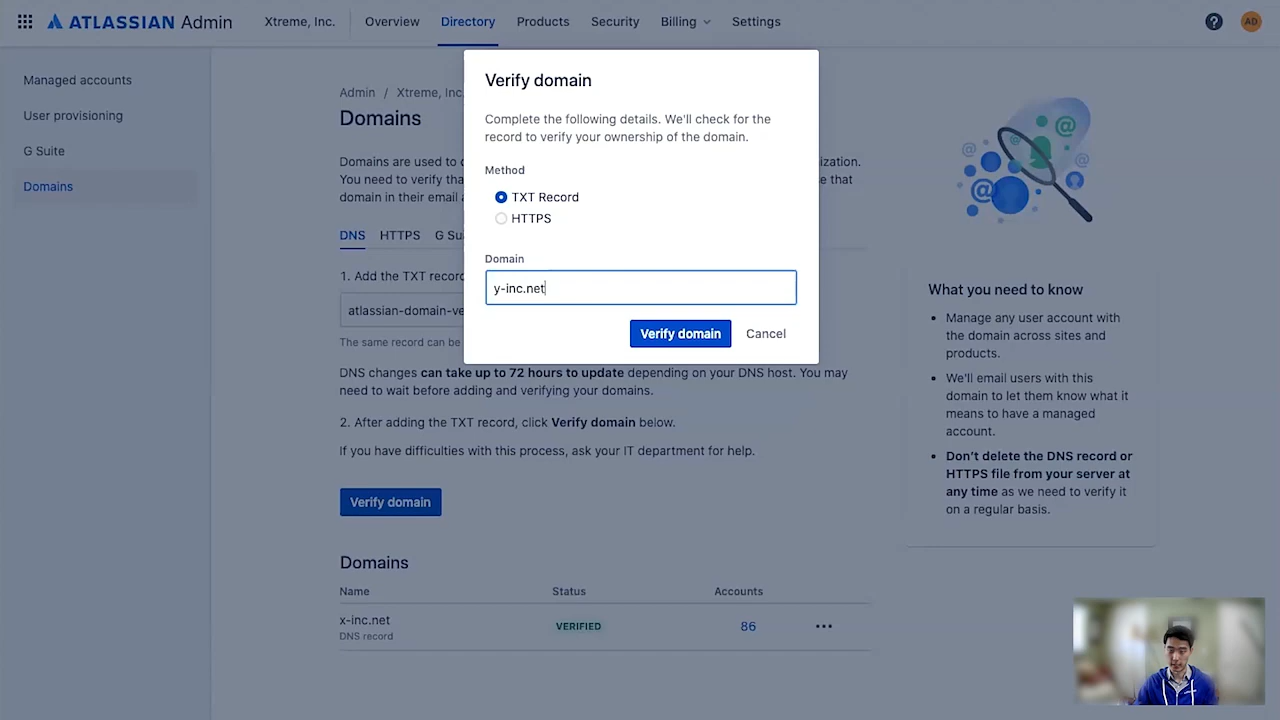 ATLASSIAN Admin
Xtreme, Inc.
Overview
Directory
Products
Security
Billing
Settings
?
AD
Managed accounts
User provisioning
G Suite
Domains
Admin / Xtreme, Inc.
Domains
Domains are used to
ization.
You need to verify tha
e that
domain in their email
DNS
HTTPS
G Su
1. Add the TXT record
atlassian-domain-ve
The same record can be
DNS changes can take up to 72 hours to update depending on your DNS host. You may
need to wait before adding and verifying your domains.
2. After adding the TXT record, click Verify domain below.
If you have difficulties with this process, ask your IT department for help.
Verify domain
Domains
Name
Status
Accounts
x-inc.net
DNS record
VERIFIED
86
Verify domain
Complete the following details. We'll check for the
record to verify your ownership of the domain.
Method
TXT Record
HTTPS
Domain
y-inc.net
Verify domain
Cancel
What you need to know
• Manage any user account with
the domain across sites and
products.
• We'll email users with this
domain to let them know what it
means to have a managed
account.
• Don't delete the DNS record or
HTTPS file from your server at
any time as we need to verify it
on a regular basis.